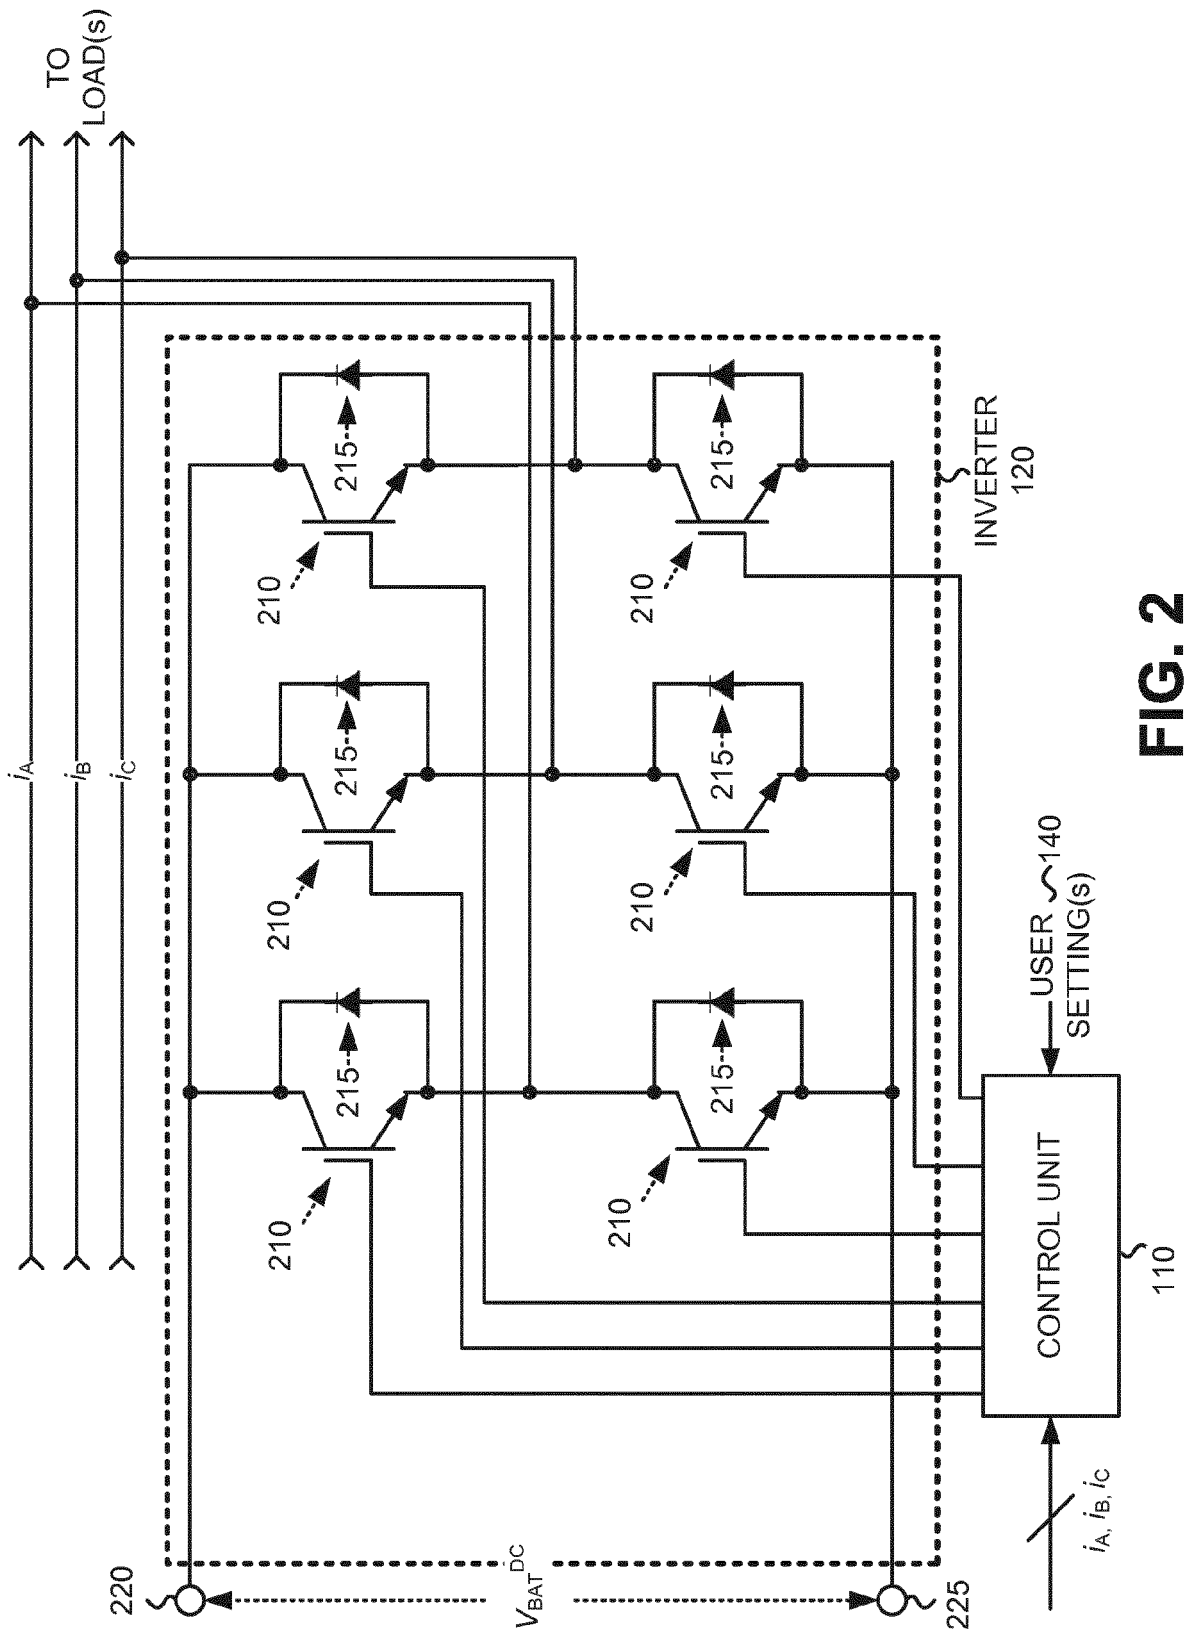 TO
LOAD(s)
iA
iB
iC
215
215
215
210
210
210
215
215
215
210
210
210
INVERTER
120
220
VBAT DC
225
USER 140
SETTING(s)
CONTROL UNIT
110
iA, iB, iC
FIG. 2